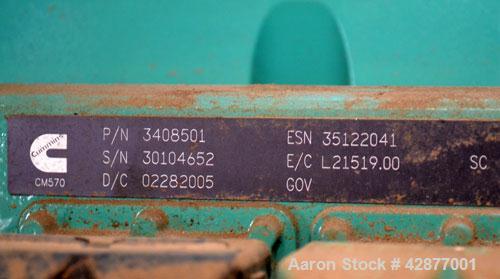 Cummins
CM570
P/N 3408501
S/N 30104652
D/C 02282005
ESN 35122041
E/C L21519.00
GOV
SC
Aaron Stock # 42877001